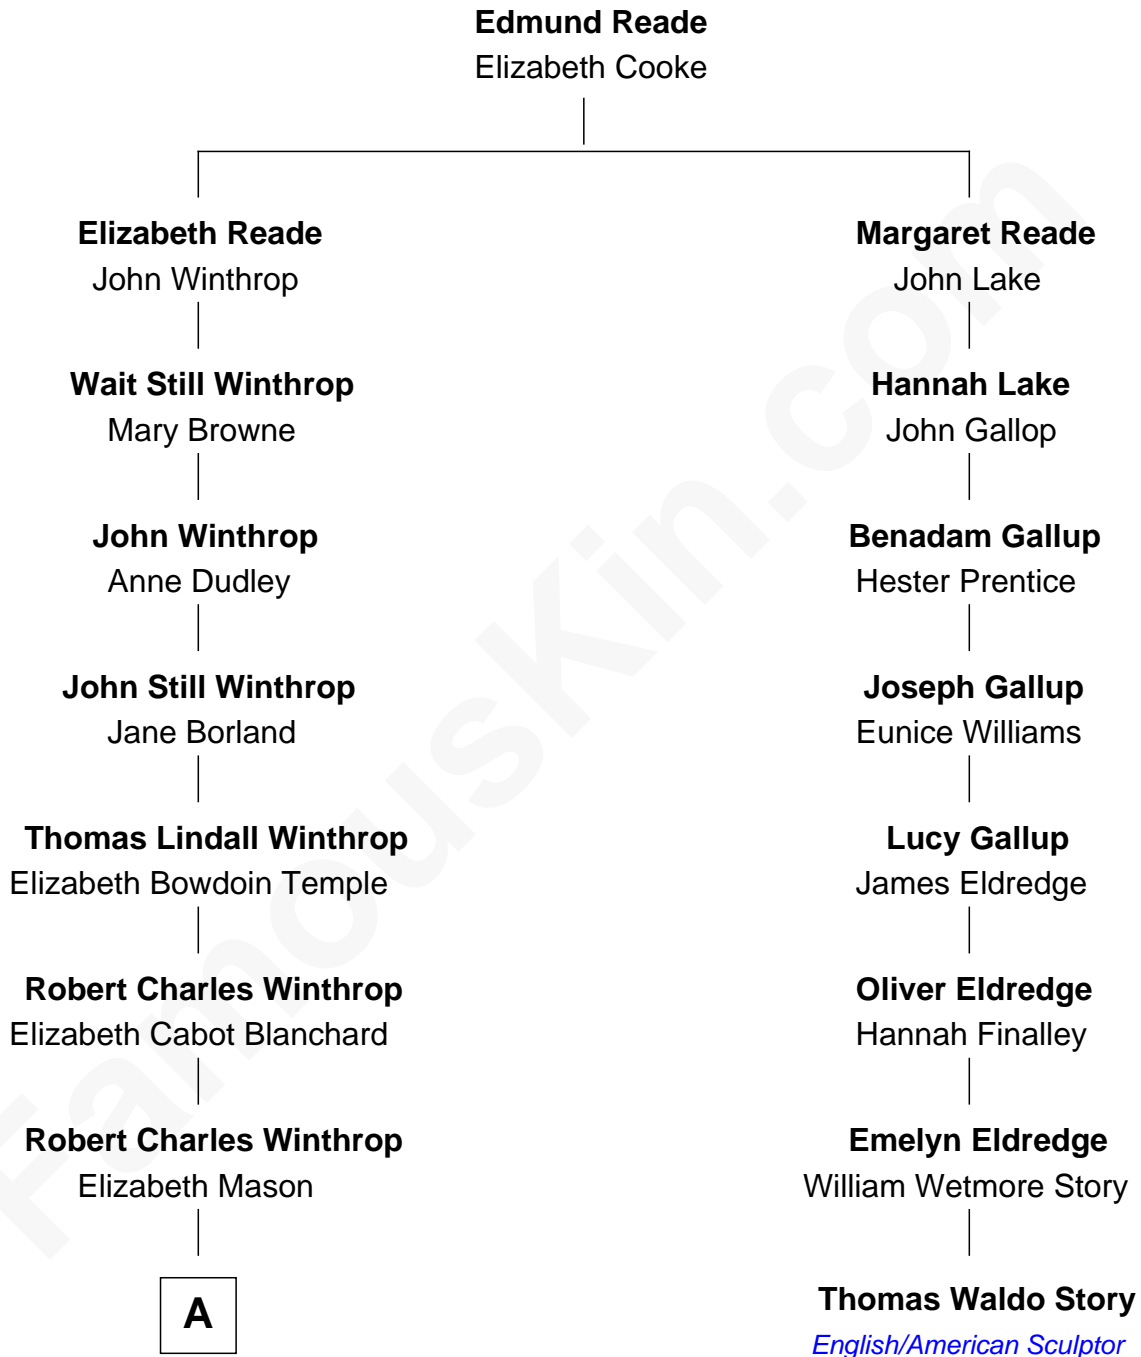 Edmund Reade
Elizabeth Cooke
Elizabeth Reade
John Winthrop
Wait Still Winthrop
Mary Browne
John Winthrop
Anne Dudley
John Still Winthrop
Jane Borland
Thomas Lindall Winthrop
Elizabeth Bowdoin Temple
Robert Charles Winthrop
Elizabeth Cabot Blanchard
Robert Charles Winthrop
Elizabeth Mason
A
Margaret Reade
John Lake
Hannah Lake
John Gallop
Benadam Gallup
Hester Prentice
Joseph Gallup
Eunice Williams
Lucy Gallup
James Eldredge
Oliver Eldredge
Hannah Finalley
Emelyn Eldredge
William Wetmore Story
Thomas Waldo Story
English/American Sculptor
FamousKin.com